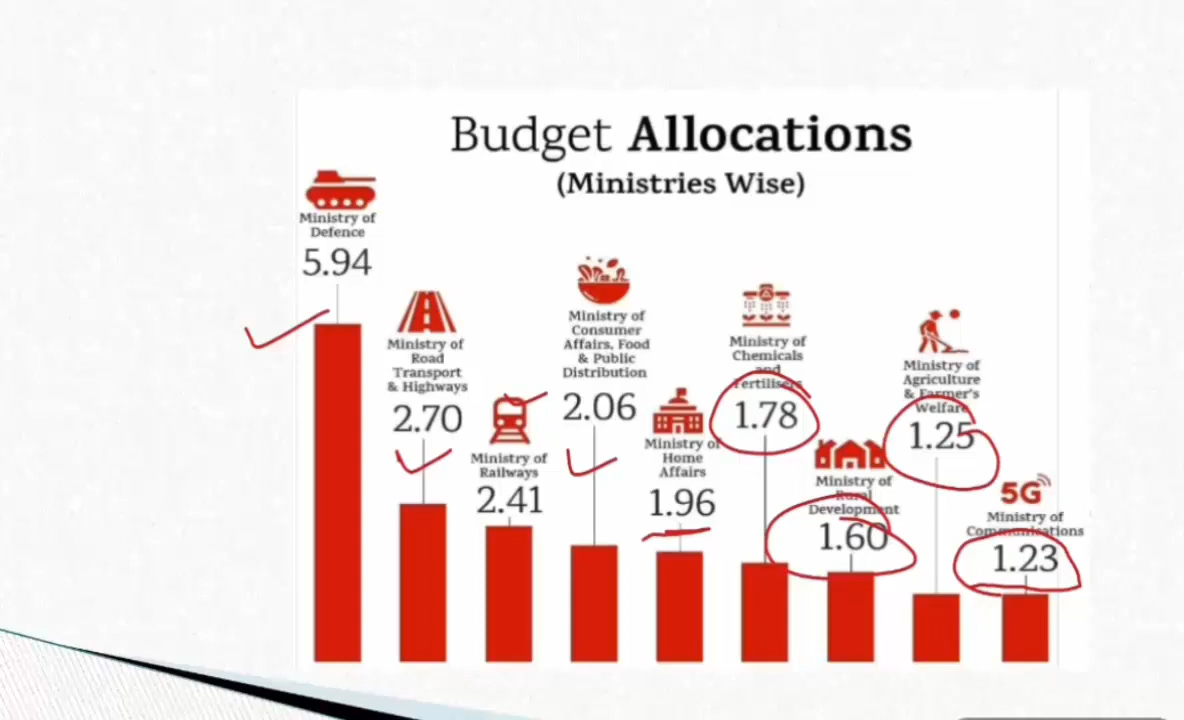 Budget Allocations
(Ministries Wise)
Ministry of
Defence
5.94
Ministry of
Road
Transport
& Highways
2.70
Ministry of
Railways
2.41
Ministry of
Consumer
Affairs, Food
& Public
Distribution
2.06
Ministry of
Home
Affairs
1.96
Ministry of
Chemicals
and
Fertilisers
1.78
Ministry of
Rural
Development
1.60
Ministry of
Agriculture
& Farmer's
Welfare
1.25
5G
Ministry of
Communications
1.23